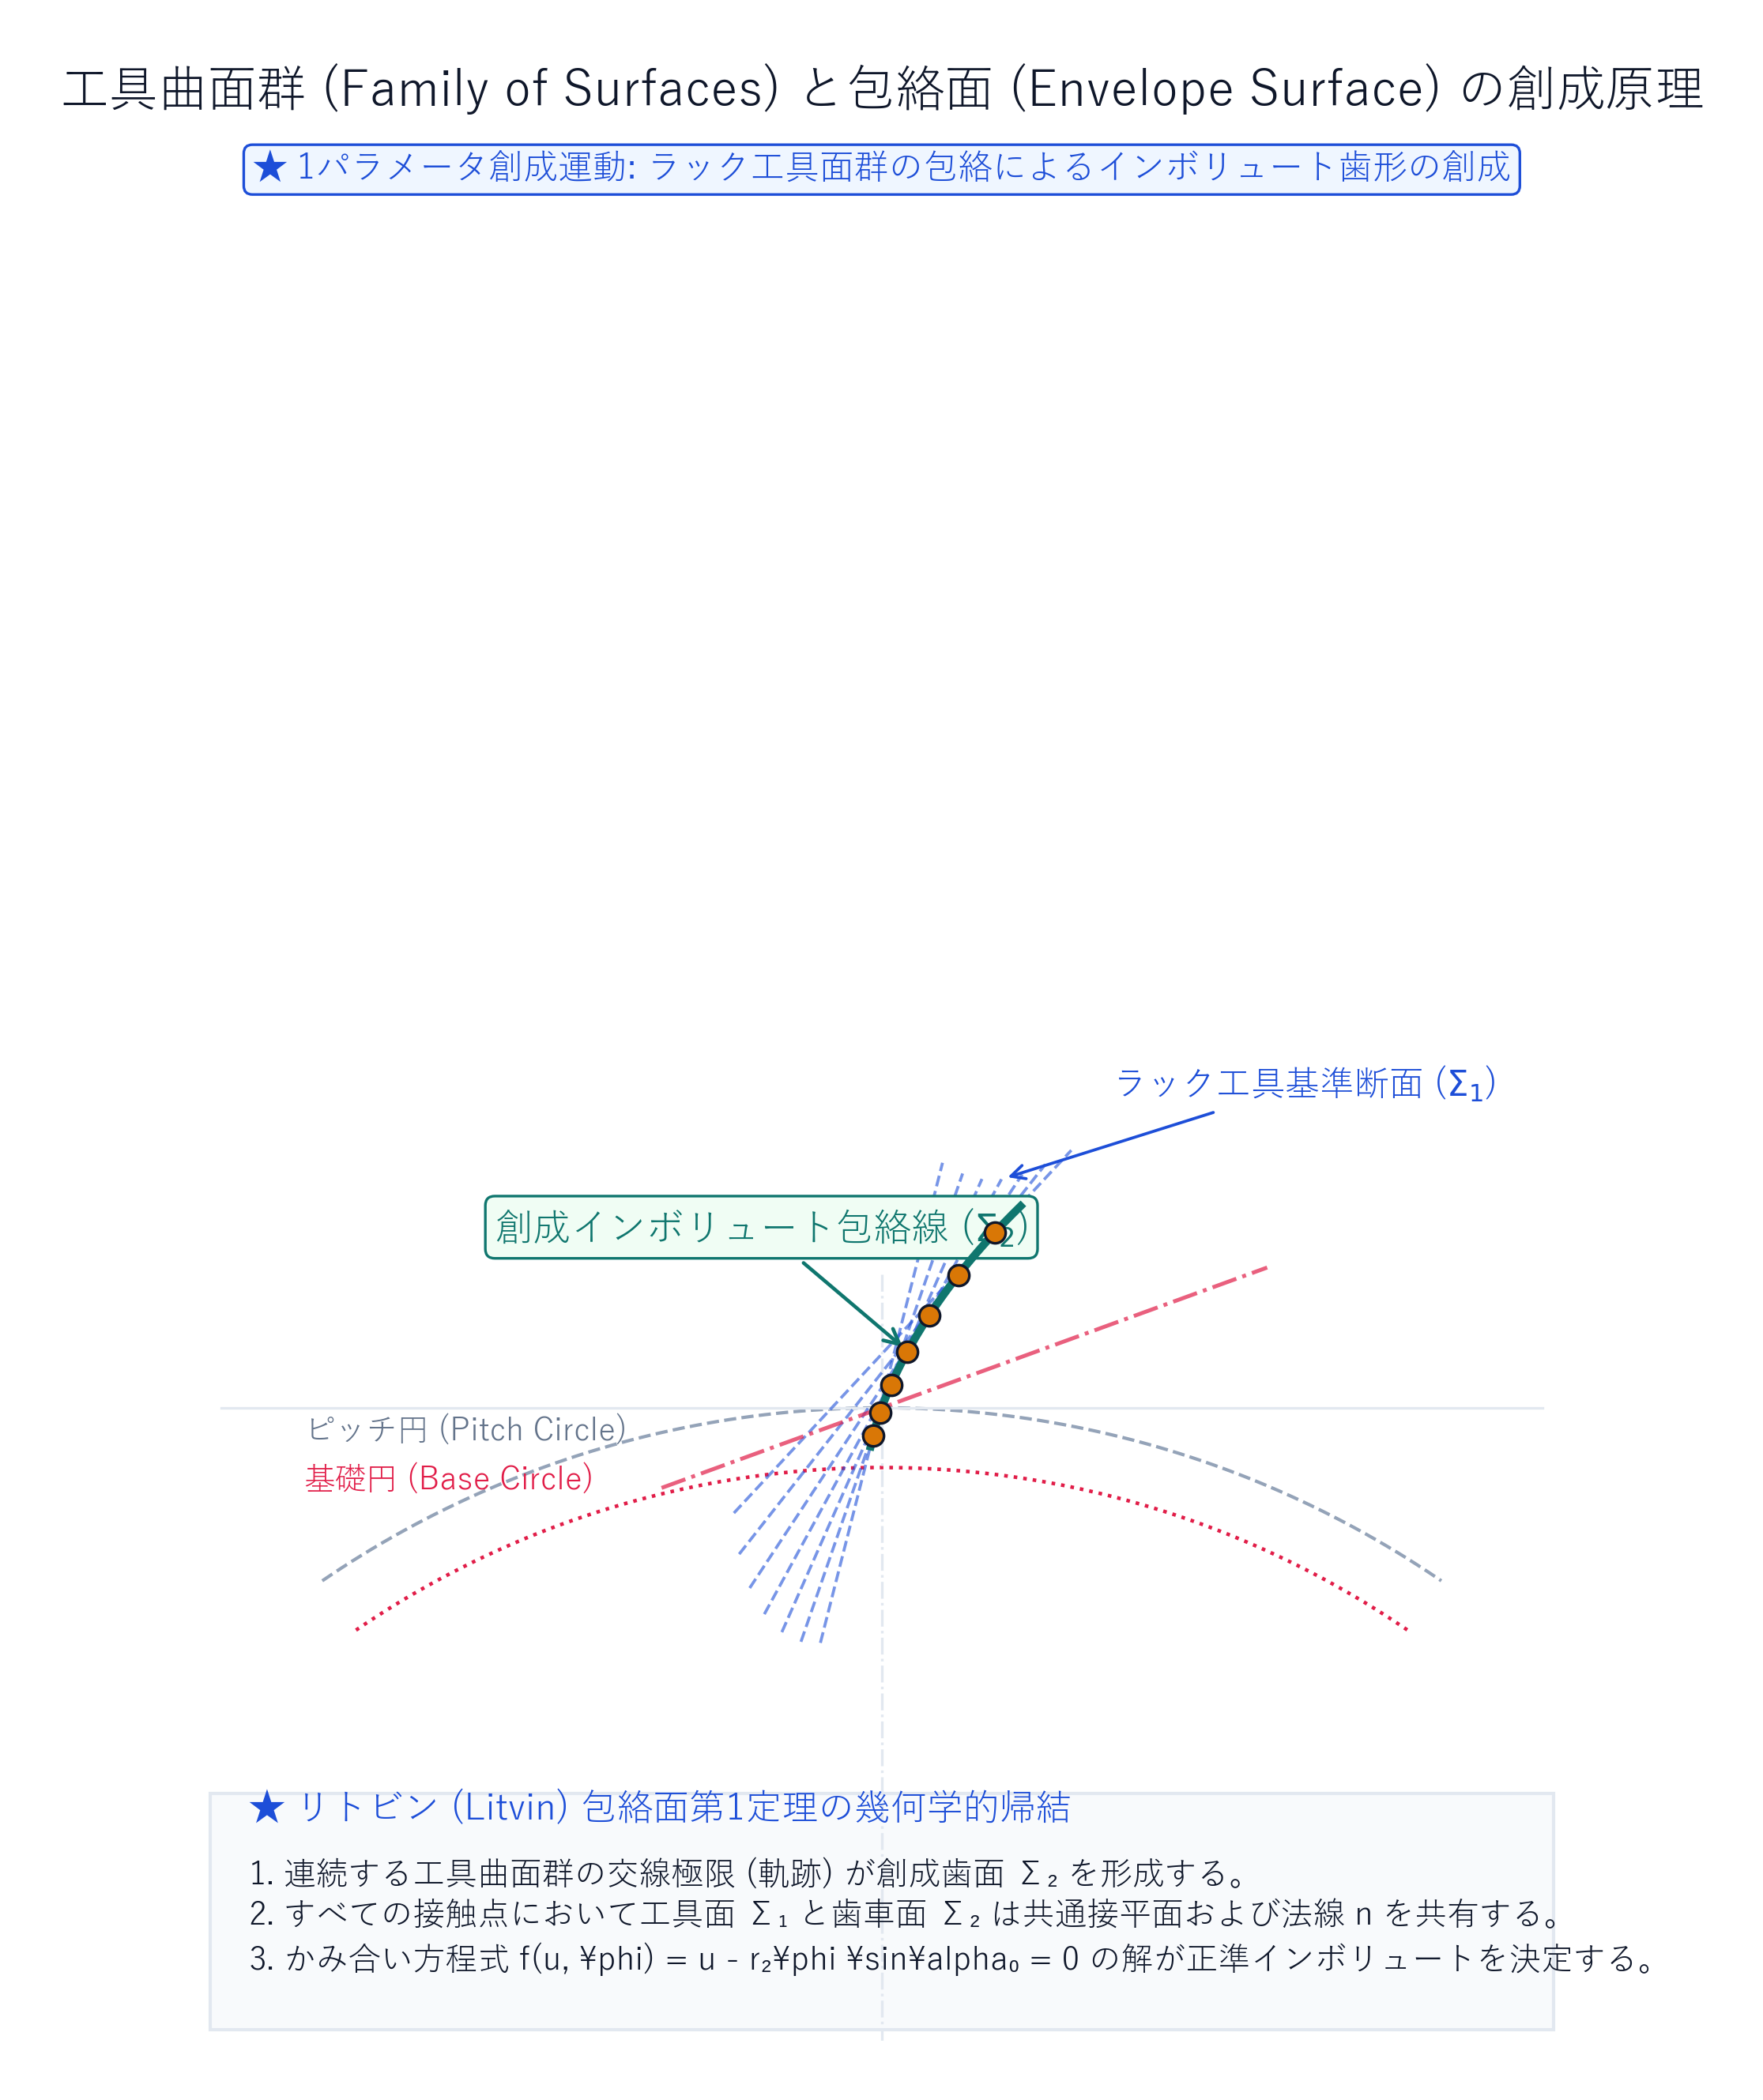 工具曲面群 (Family of Surfaces) と包絡面 (Envelope Surface) の創成原理
★ 1パラメータ創成運動: ラック工具面群の包絡によるインボリュート歯形の創成
ラック工具基準断面 (Σ₁)
創成インボリュート包絡線 (Σ₂)
ピッチ円 (Pitch Circle)
基礎円 (Base Circle)
★ リトビン (Litvin) 包絡面第1定理の幾何学的帰結
1. 連続する工具曲面群の交線極限 (軌跡) が創成歯面 Σ₂ を形成する。
2. すべての接触点において工具面 Σ₁ と歯車面 Σ₂ は共通接平面および法線 n を共有する。
3. かみ合い方程式 f(u, ¥phi) = u - r₂¥phi ¥sin¥alpha₀ = 0 の解が正準インボリュートを決定する。